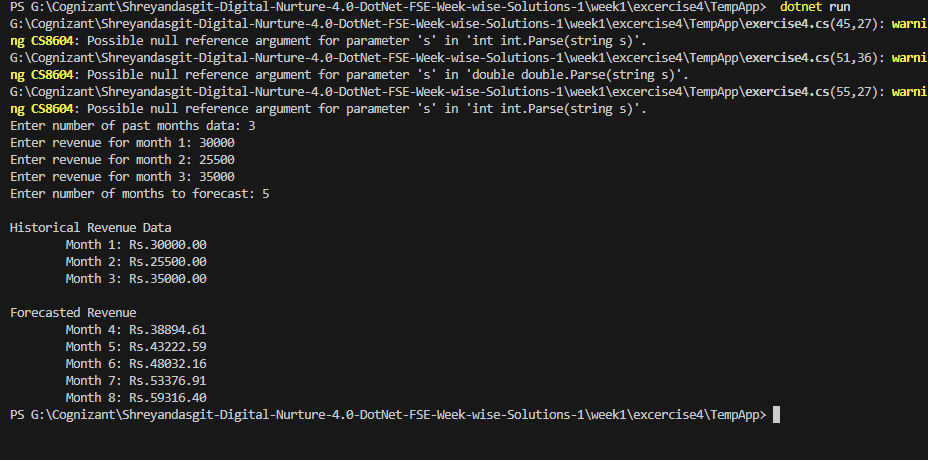 PS G:\Cognizant\Shreyandasgit-Digital-Nurture-4.0-DotNet-FSE-Week-wise-Solutions-1\week1\excercise4\TempApp>  dotnet run
G:\Cognizant\Shreyandasgit-Digital-Nurture-4.0-DotNet-FSE-Week-wise-Solutions-1\week1\excercise4\TempApp\exercise4.cs(45,27): warni
ng CS8604: Possible null reference argument for parameter 's' in 'int int.Parse(string s)'.
G:\Cognizant\Shreyandasgit-Digital-Nurture-4.0-DotNet-FSE-Week-wise-Solutions-1\week1\excercise4\TempApp\exercise4.cs(51,36): warni
ng CS8604: Possible null reference argument for parameter 's' in 'double double.Parse(string s)'.
G:\Cognizant\Shreyandasgit-Digital-Nurture-4.0-DotNet-FSE-Week-wise-Solutions-1\week1\excercise4\TempApp\exercise4.cs(55,27): warni
ng CS8604: Possible null reference argument for parameter 's' in 'int int.Parse(string s)'.
Enter number of past months data: 3
Enter revenue for month 1: 30000
Enter revenue for month 2: 25500
Enter revenue for month 3: 35000
Enter number of months to forecast: 5

Historical Revenue Data
        Month 1: Rs.30000.00
        Month 2: Rs.25500.00
        Month 3: Rs.35000.00

Forecasted Revenue
        Month 4: Rs.38894.61
        Month 5: Rs.43222.59
        Month 6: Rs.48032.16
        Month 7: Rs.53376.91
        Month 8: Rs.59316.40
PS G:\Cognizant\Shreyandasgit-Digital-Nurture-4.0-DotNet-FSE-Week-wise-Solutions-1\week1\excercise4\TempApp>